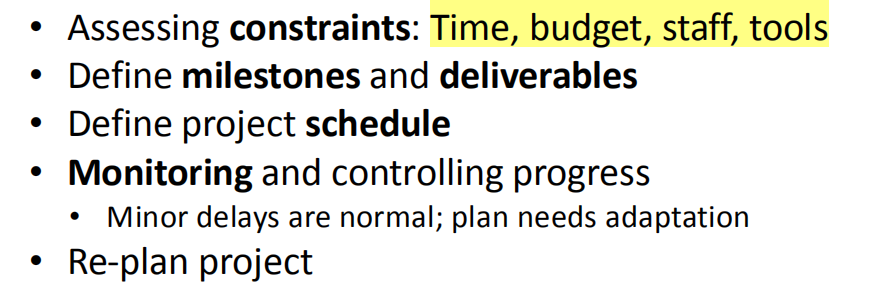 • Assessing constraints: Time, budget, staff, tools
• Define milestones and deliverables
• Define project schedule
• Monitoring and controlling progress
• Minor delays are normal; plan needs adaptation
• Re-plan project